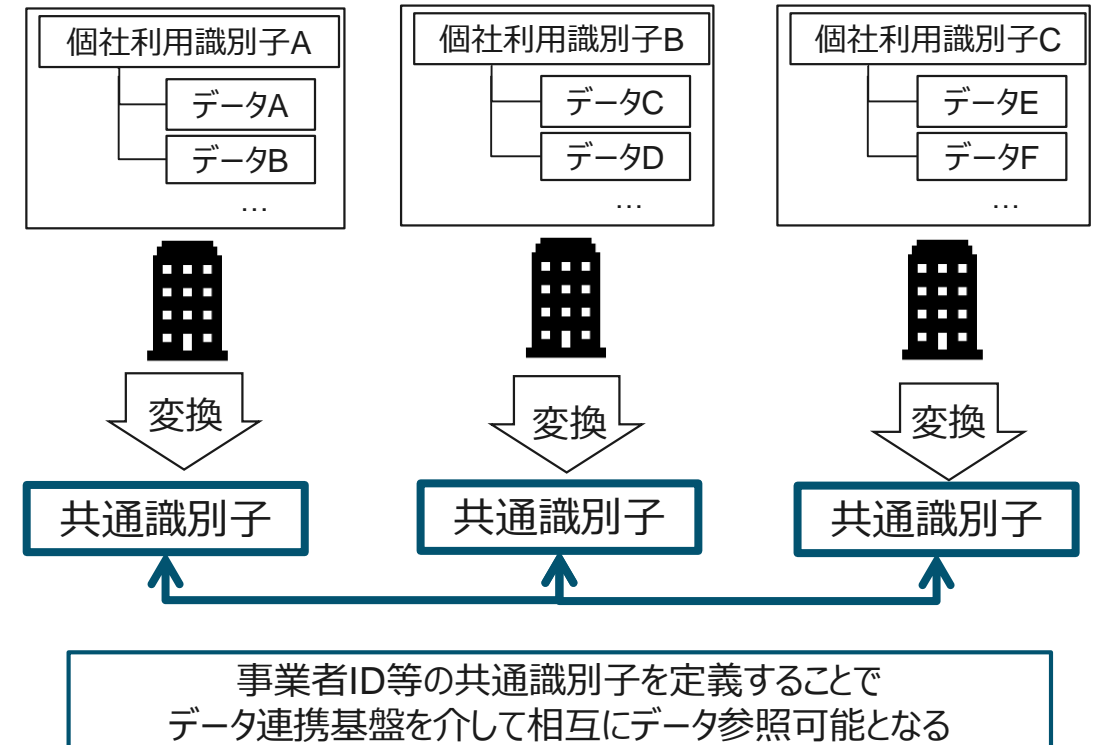 個社利用識別子A
データA
データB
…
個社利用識別子B
データC
データD
…
個社利用識別子C
データE
データF
…
変換
変換
変換
共通識別子
共通識別子
共通識別子
事業者ID等の共通識別子を定義することで
データ連携基盤を介して相互にデータ参照可能となる